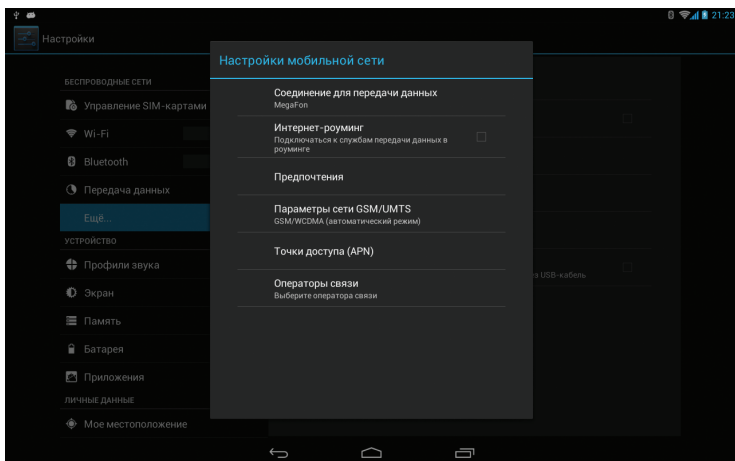 21:23
Настройки
Настройки мобильной сети
БЕСПРОВОДНЫЕ СЕТИ
Управление SIM-картами
Wi-Fi
Bluetooth
Передача данных
Ещё...
УСТРОЙСТВО
Профили звука
Экран
Память
Батарея
Приложения
ЛИЧНЫЕ ДАННЫЕ
Мое местоположение
Соединение для передачи данных
MegaFon
Интернет-роуминг
Подключаться к службам передачи данных в
роуминге
Предпочтения
Параметры сети GSM/UMTS
GSM/WCDMA (автоматический режим)
Точки доступа (APN)
Операторы связи
Выберите оператора связи
USB-кабель